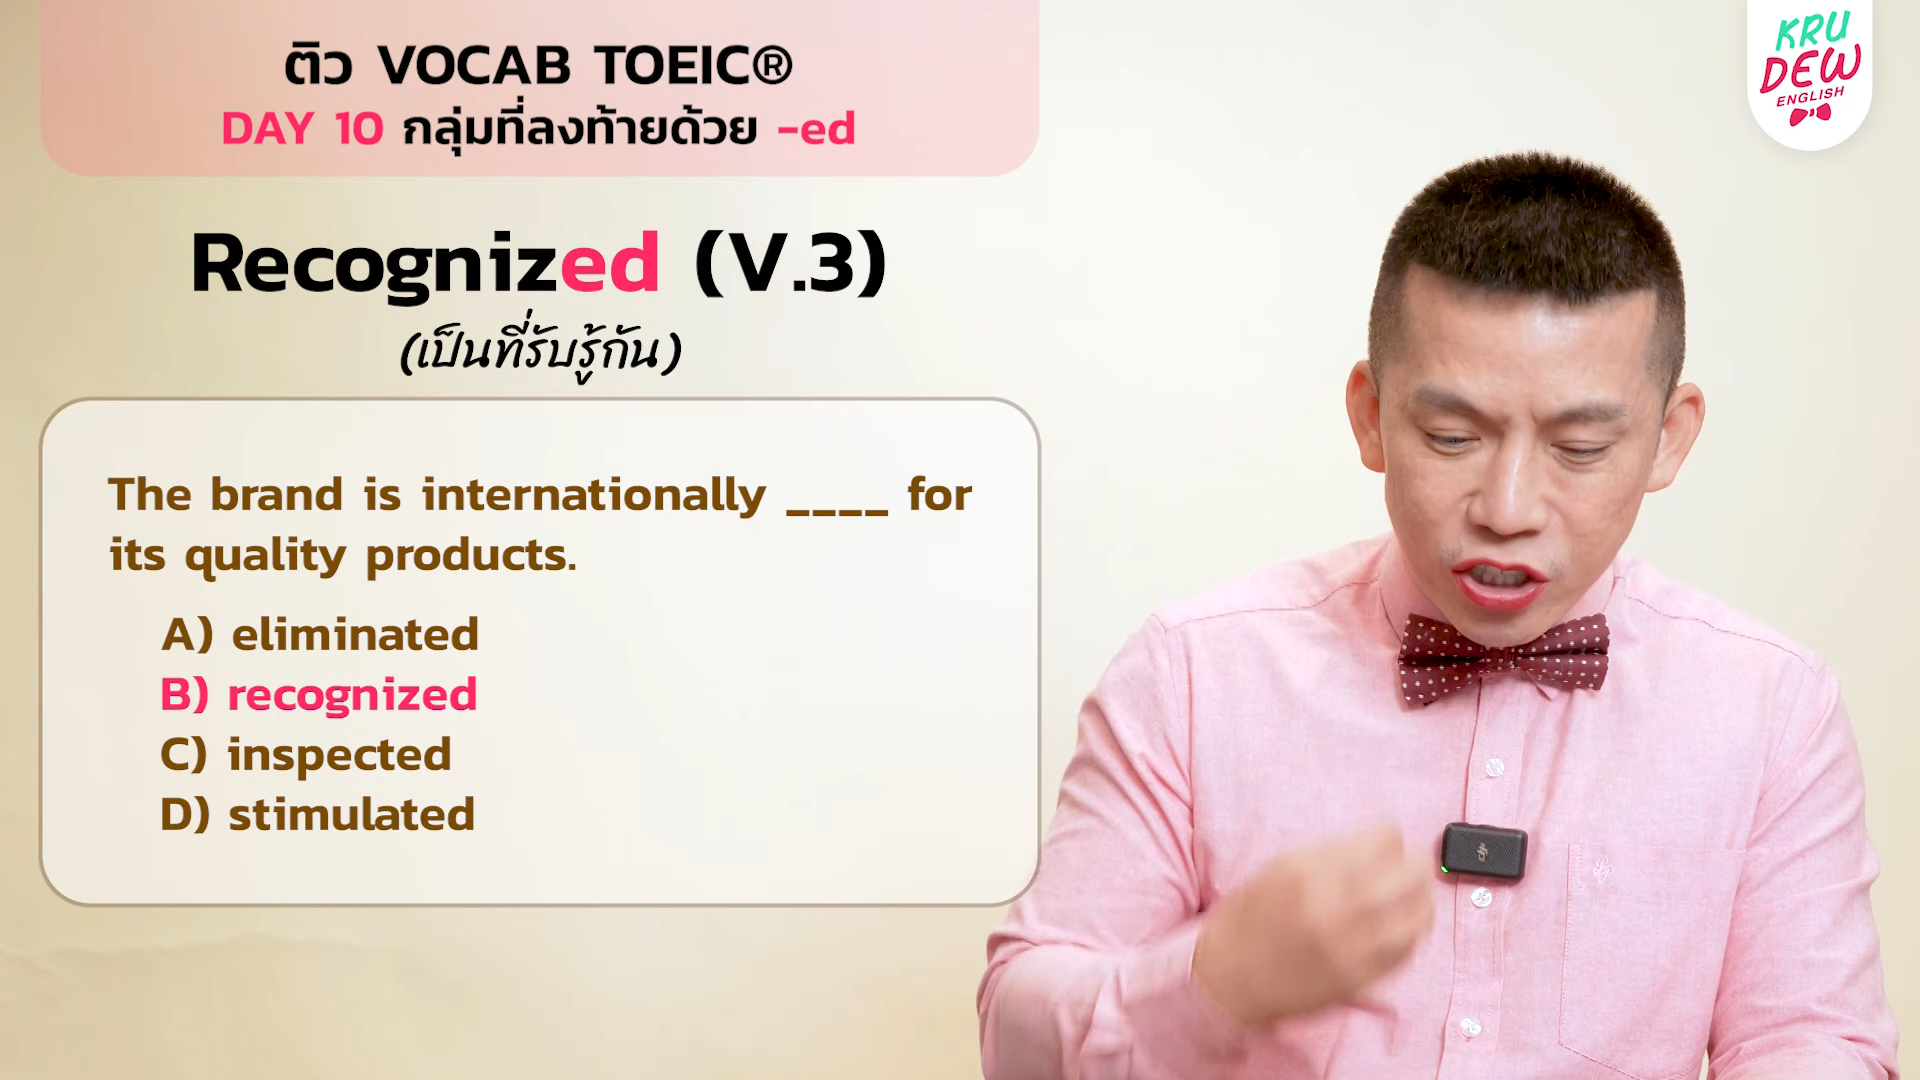 ติว VOCAB TOEIC®
DAY 10 กลุ่มที่ลงท้ายด้วย -ed
KRU
DEW
ENGLISH
Recognized (V.3)
(เป็นที่รับรู้กัน)
The brand is internationally ____ for
its quality products.
A) eliminated
B) recognized
C) inspected
D) stimulated
dji